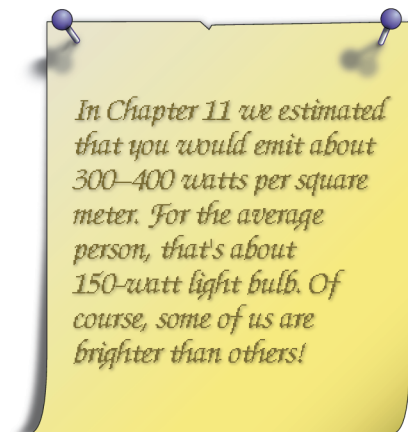 In Chapter 11 we estimated
that you would emit about
300–400 watts per square
meter. For the average
person, that's about
150-watt light bulb. Of
course, some of us are
brighter than others!